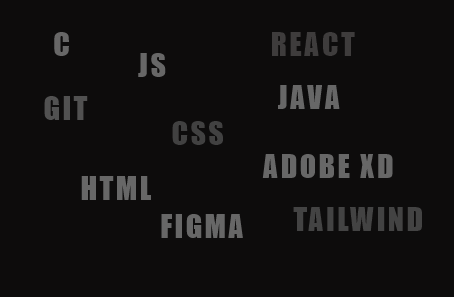 C
REACT
JS
JAVA
GIT
CSS
ADOBE XD
HTML
TAILWIND
FIGMA